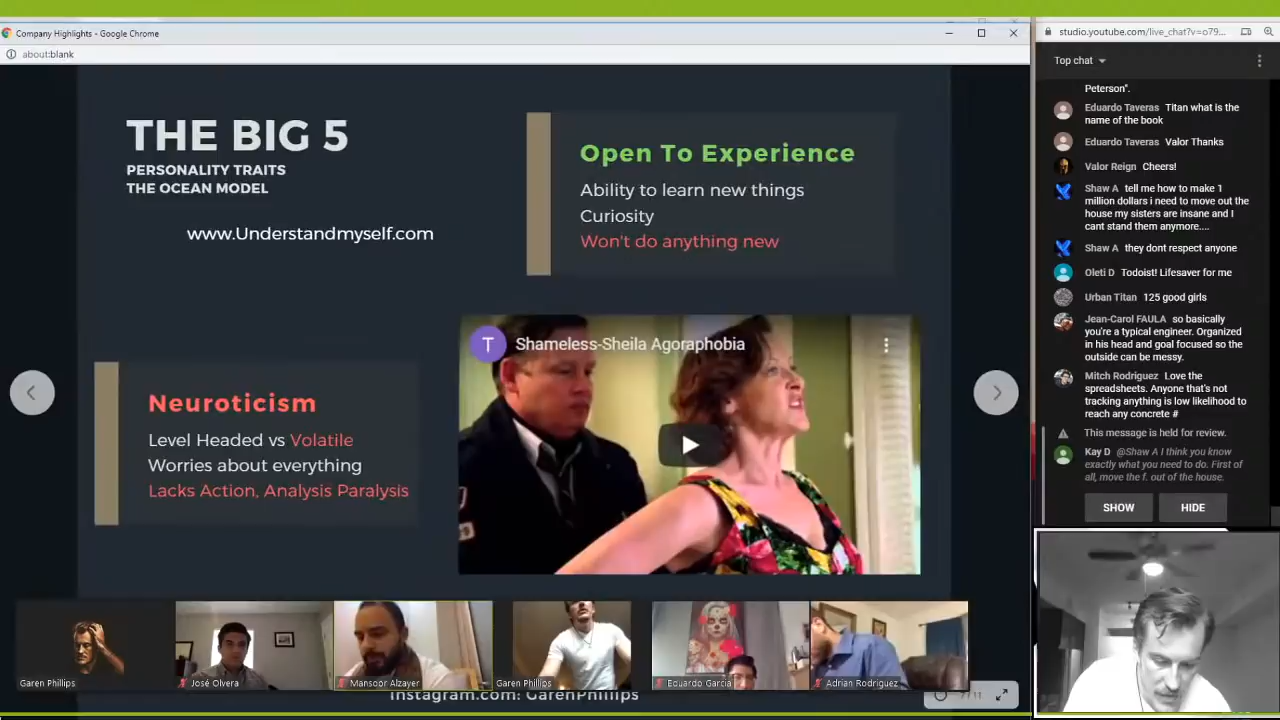 Company Highlights - Google Chrome
about:blank
THE BIG 5
PERSONALITY TRAITS
THE OCEAN MODEL
www.Understandmyself.com
Open To Experience
Ability to learn new things
Curiosity
Won't do anything new
Neuroticism
Level Headed vs Volatile
Worries about everything
Lacks Action, Analysis Paralysis
T
Shameless-Sheila Agoraphobia
Garen Phillips
José Olvera
Mansoor Alzayer
Garen Phillips
Eduardo Garcia
Adrian Rodriguez
Instagram.com: GarenPhillips
studio.youtube.com/live_chat?v=o79...
Top chat
Peterson".
Eduardo Taveras Titan what is the
name of the book
Eduardo Taveras Valor Thanks
Valor Reign Cheers!
Shaw A tell me how to make 1
million dollars i need to move out the
house my sisters are insane and I
cant stand them anymore....
Shaw A they dont respect anyone
Oleti D Todoist! Lifesaver for me
Urban Titan 125 good girls
Jean-Carol FAULA so basically
you're a typical engineer. Organized
in his head and goal focused so the
outside can be messy.
Mitch Rodriguez Love the
spreadsheets. Anyone that's not
tracking anything is low likelihood to
reach any concrete #
This message is held for review.
Kay D @Shaw A I think you know
exactly what you need to do. First of
all, move the f. out of the house.
SHOW
HIDE